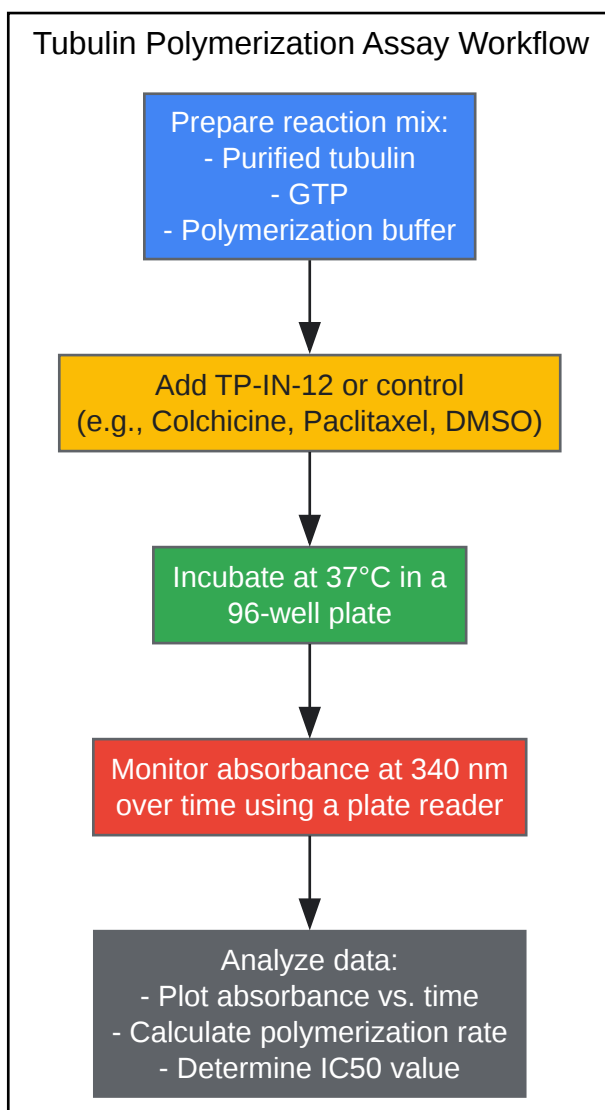 Tubulin Polymerization Assay Workflow
Prepare reaction mix:
- Purified tubulin
- GTP
- Polymerization buffer
Add TP-IN-12 or control
(e.g., Colchicine, Paclitaxel, DMSO)
Incubate at 37°C in a
96-well plate
Monitor absorbance at 340 nm
over time using a plate reader
Analyze data:
- Plot absorbance vs. time
- Calculate polymerization rate
- Determine IC50 value